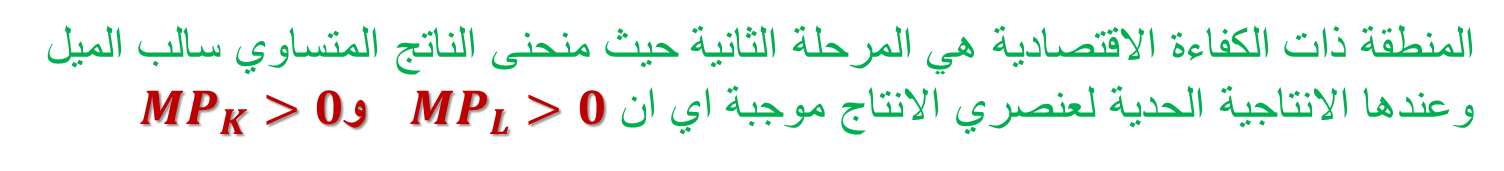 المنطقة ذات الكفاءة الاقتصادية هي المرحلة الثانية حيث منحنى الناتج المتساوي سالب الميل
وعندها الانتاجية الحدية لعنصري الانتاج موجبة اي ان MP_L > 0 و MP_K > 0